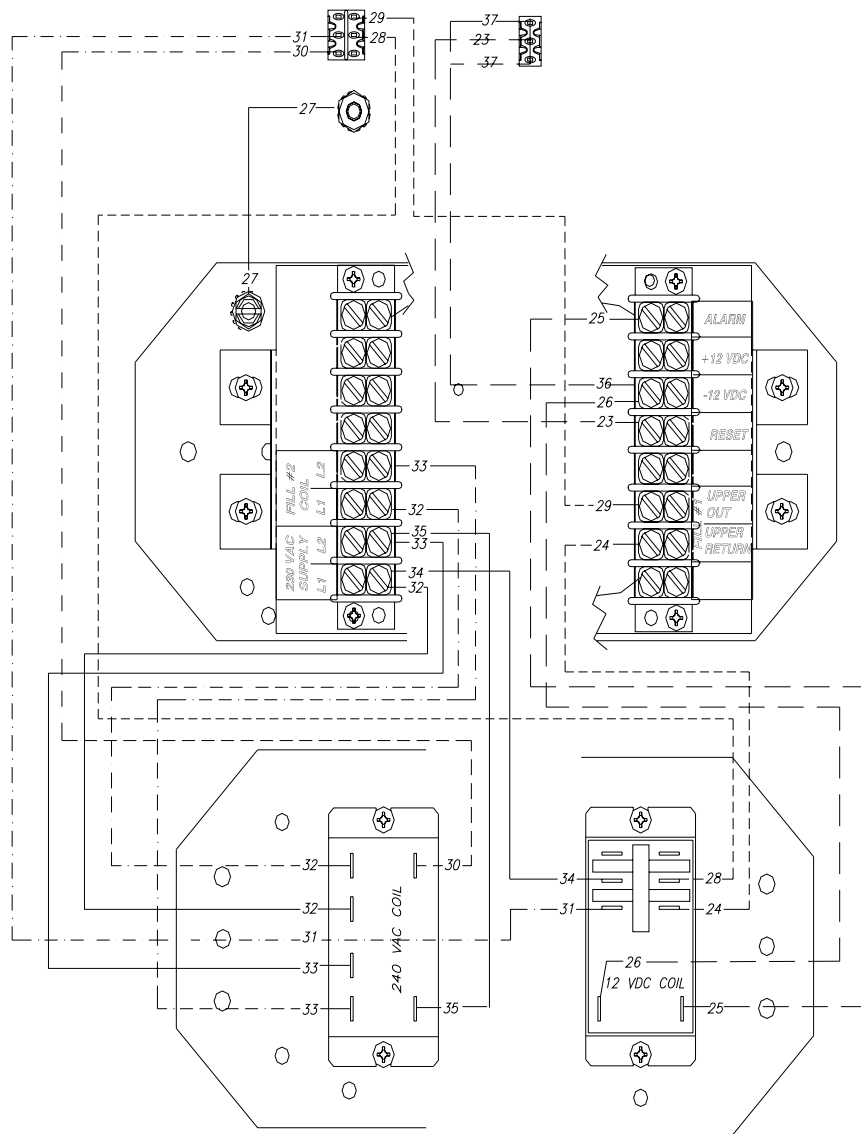 29
37
31
28
23
30
37
27
27
25
ALARM
+12 VDC
36
-12 VDC
26
23
RESET
33
FILL #2
COIL
L1 L2
32
29
UPPER
OUT
FILL #1
35
33
24
UPPER
RETURN
230 VAC
SUPPLY
L1 L2
34
32
32
30
34
28
32
31
24
31
240 VAC COIL
33
26
12 VDC COIL
33
35
25